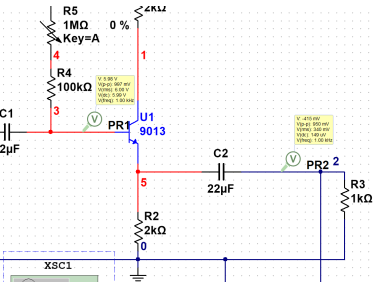 R5
1MΩ
Key=A
0 %
2kΩ
1
4
R4
100kΩ
3
V: 5.98 V
V(p-p): 997 mV
V(rms): 6.00 V
V(dc): 5.99 V
V(freq): 1.00 kHz
V
PR1
U1
9013
C1
2µF
V: -415 mV
V(p-p): 950 mV
V(rms): 340 mV
V(dc): 149 uV
V(freq): 1.00 kHz
V
PR2
2
C2
22µF
5
R3
1kΩ
R2
2kΩ
0
XSC1